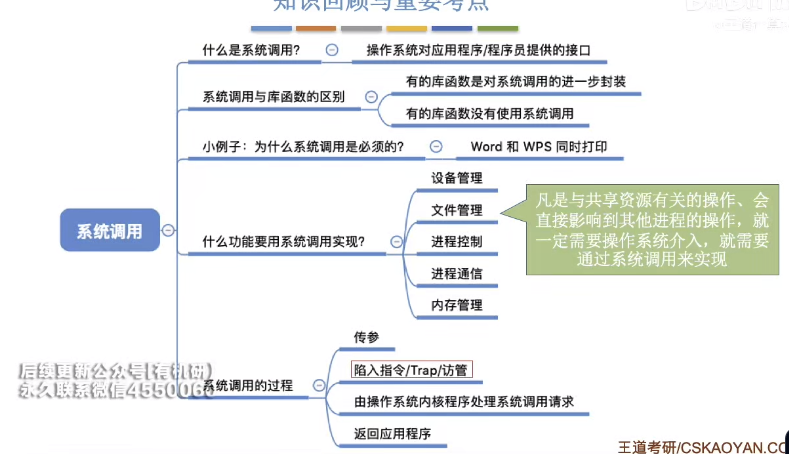 知识回顾与重要考点
什么是系统调用?
操作系统对应用程序/程序员提供的接口
系统调用与库函数的区别
有的库函数是对系统调用的进一步封装
有的库函数没有使用系统调用
小例子：为什么系统调用是必须的?
Word 和 WPS 同时打印
系统调用
什么功能要用系统调用实现?
设备管理
文件管理
进程控制
进程通信
内存管理
凡是与共享资源有关的操作、会
直接影响到其他进程的操作，就
一定需要操作系统介入，就需要
通过系统调用来实现
系统调用的过程
传参
陷入指令/Trap/访管
由操作系统内核程序处理系统调用请求
返回应用程序
后续更新公众号[有机研]
永久联系微信455006
王道考研/CSKAOYAN.CO